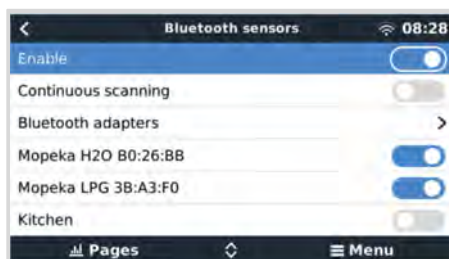 Bluetooth sensors 08:28
Enable
Continuous scanning
Bluetooth adapters
Mopeka H2O B0:26:BB
Mopeka LPG 3B:A3:F0
Kitchen
Pages Menu